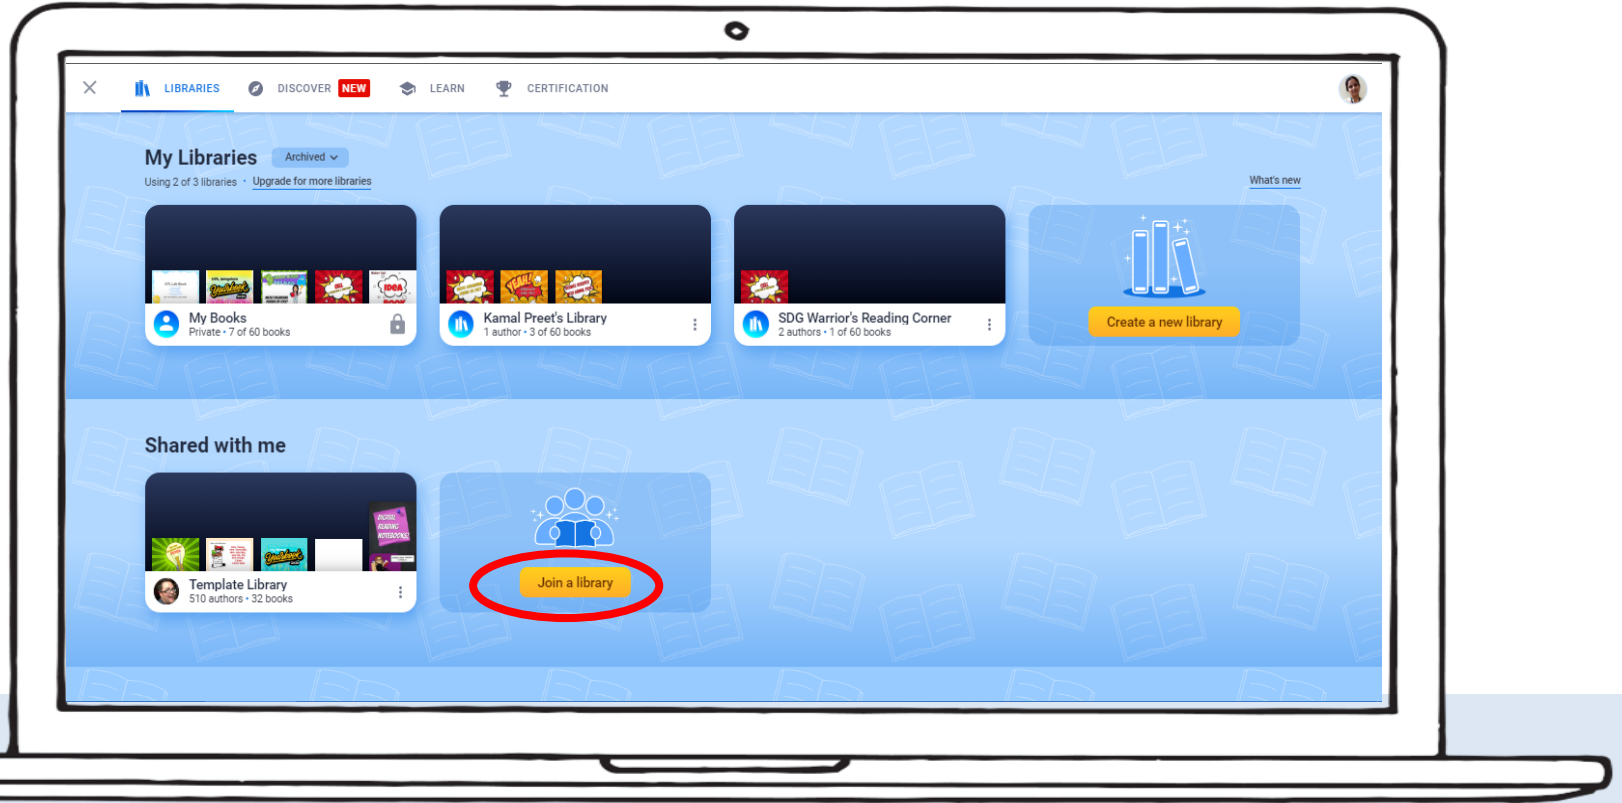 LIBRARIES DISCOVER NEW LEARN CERTIFICATION
My Libraries Archived
Using 2 of 3 libraries • Upgrade for more libraries
What's new
My Books
Private • 7 of 60 books
Kamal Preet's Library
1 author • 3 of 60 books
SDG Warrior's Reading Corner
2 authors • 1 of 60 books
Create a new library
Shared with me
DIGITAL
READING
NOTEBOOKS
Template Library
510 authors • 32 books
Join a library